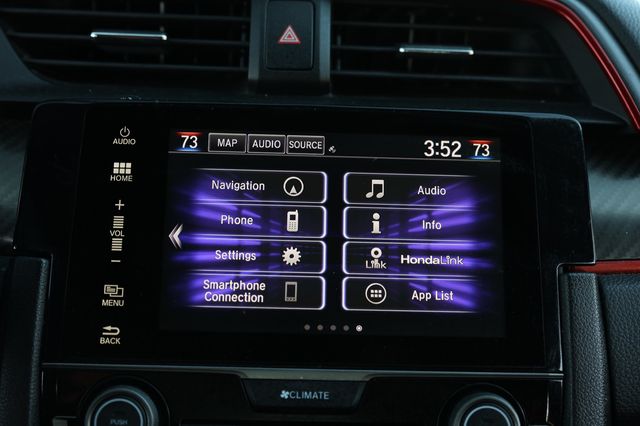 73 MAP AUDIO SOURCE 3:52 73
AUDIO
HOME
+
VOL
−
MENU
BACK
Navigation
Phone
Settings
Smartphone
Connection
Audio
Info
Link HondaLink
App List
CLIMATE
PUSH